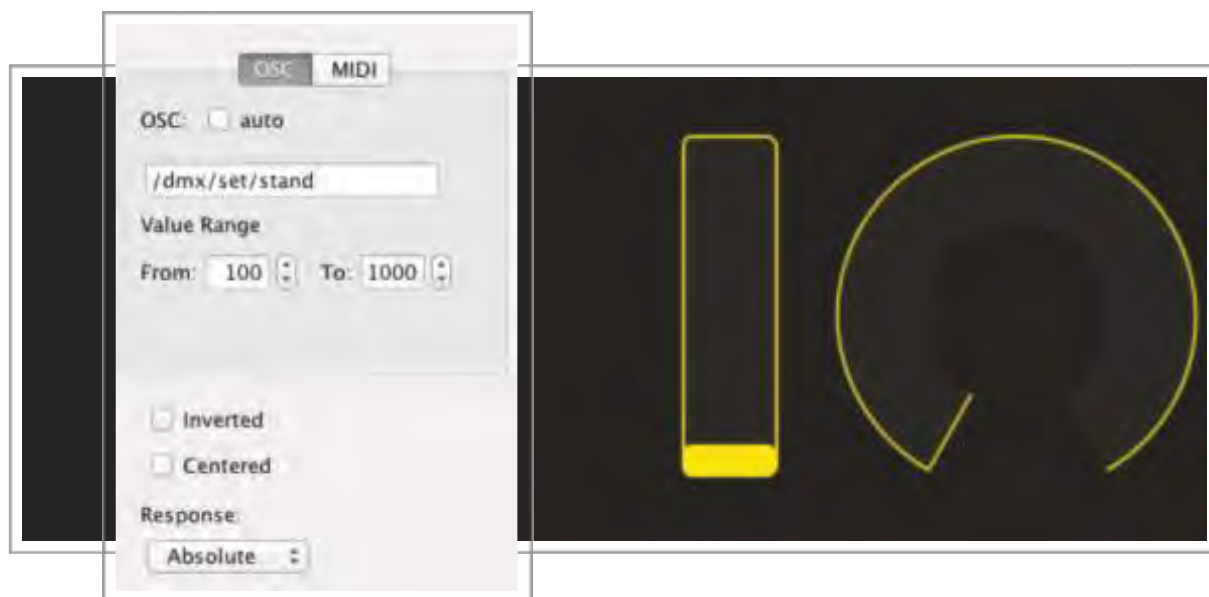 OSC MIDI
OSC: auto
/dmx/set/stand
Value Range
From: 100 To: 1000
Inverted
Centered
Response:
Absolute